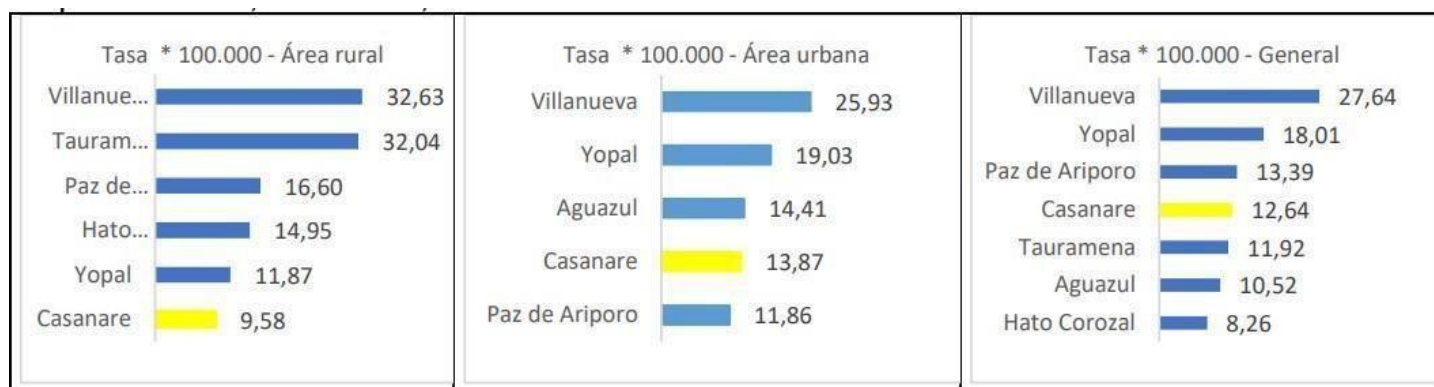 Tasa * 100.000 - Área rural
Villanue... 32,63
Tauram... 32,04
Paz de... 16,60
Hato... 14,95
Yopal 11,87
Casanare 9,58
Tasa * 100.000 - Área urbana
Villanueva 25,93
Yopal 19,03
Aguazul 14,41
Casanare 13,87
Paz de Ariporo 11,86
Tasa * 100.000 - General
Villanueva 27,64
Yopal 18,01
Paz de Ariporo 13,39
Casanare 12,64
Tauramena 11,92
Aguazul 10,52
Hato Corozal 8,26